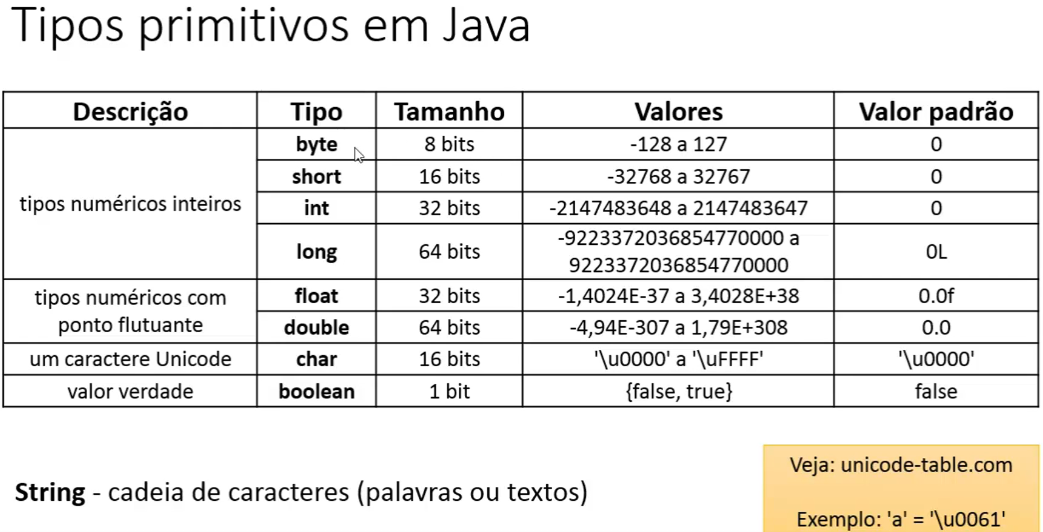 Tipos primitivos em Java
Descrição Tipo Tamanho Valores Valor padrão
tipos numéricos inteiros
byte 8 bits -128 a 127 0
short 16 bits -32768 a 32767 0
int 32 bits -2147483648 a 2147483647 0
long 64 bits -9223372036854770000 a
9223372036854770000 0L
tipos numéricos com
ponto flutuante
float 32 bits -1,4024E-37 a 3,4028E+38 0.0f
double 64 bits -4,94E-307 a 1,79E+308 0.0
um caractere Unicode char 16 bits '\u0000' a '\uFFFF' '\u0000'
valor verdade boolean 1 bit {false, true} false
String - cadeia de caracteres (palavras ou textos)
Veja: unicode-table.com
Exemplo: 'a' = '\u0061'